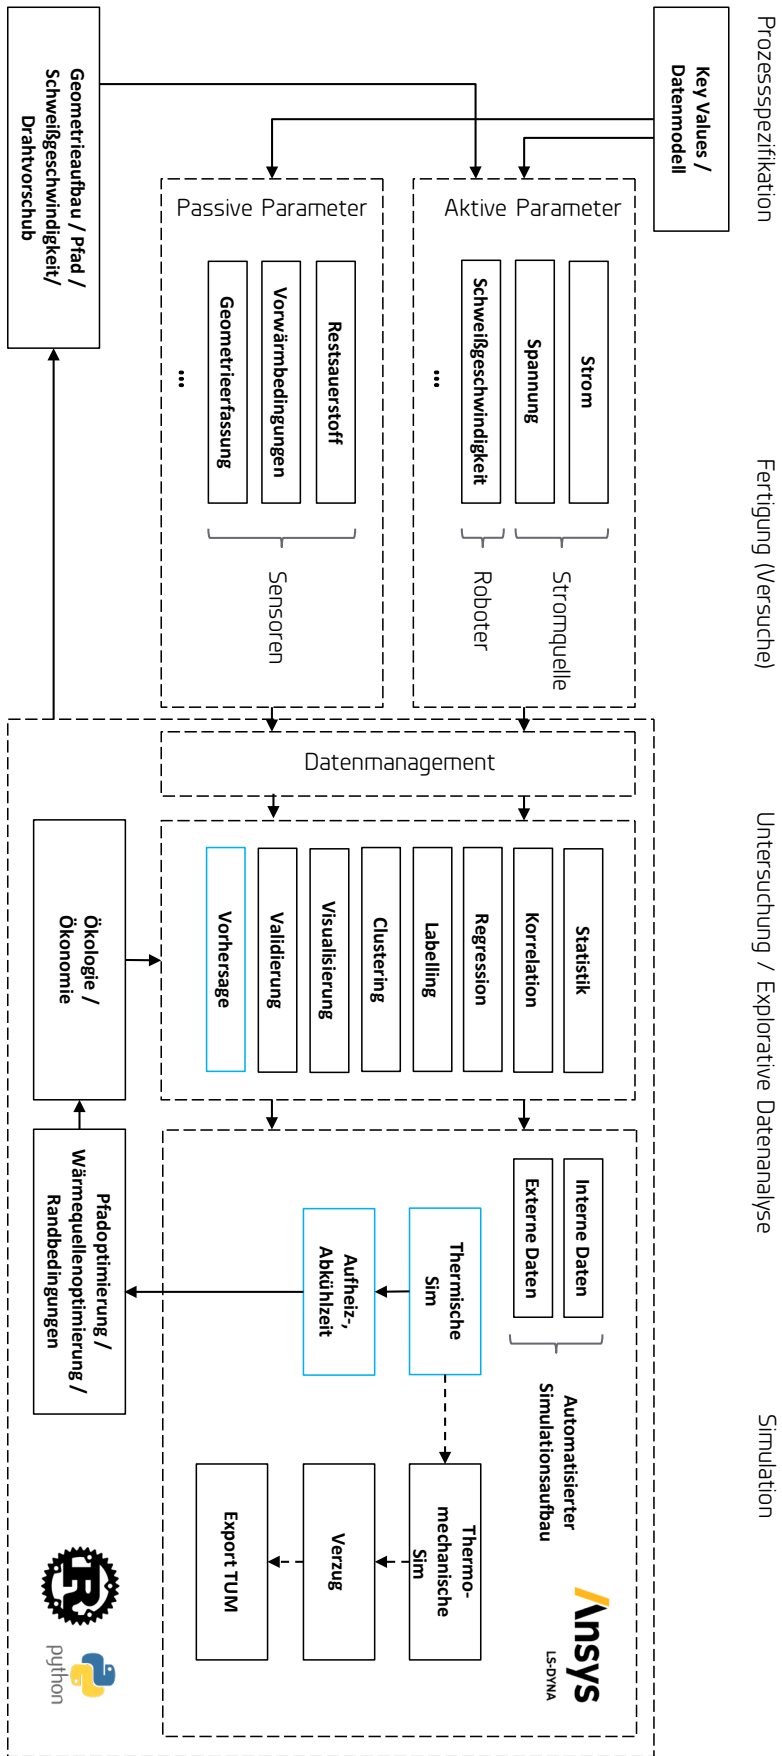 Prozessspezifikation
Fertigung (Versuche)
Untersuchung / Explorative Datenanalyse
Simulation
Key Values /
Datenmodell
Geometrieaufbau / Pfad /
Schweißgeschwindigkeit/
Drahtvorschub
Aktive Parameter
Strom
Spannung
Schweißgeschwindigkeit
...
Stromquelle
Roboter
Passive Parameter
Restsauerstoff
Vorwärmbedingungen
Geometrieerfassung
...
Sensoren
Datenmanagement
Statistik
Korrelation
Regression
Labelling
Clustering
Visualisierung
Validierung
Vorhersage
Ökologie /
Ökonomie
Interne Daten
Externe Daten
Automatisierter
Simulationsaufbau
Thermische
Sim
Aufheiz-,
Abkühlzeit
Thermo-
mechanische
Sim
Verzug
Export TUM
Pfadoptimierung /
Wärmequellenoptimierung /
Randbedingungen
Ansys
LS-DYNA
R
python